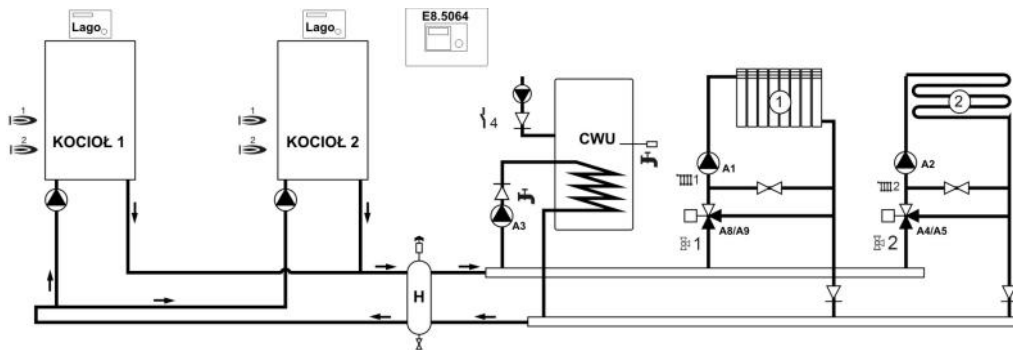 Lago
Lago
E8.5064
1
2
KOCIOŁ 1
1
2
KOCIOŁ 2
4
CWU
1
2
A1
A2
1
2
A3
A8/A9
A4/A5
1
2
H